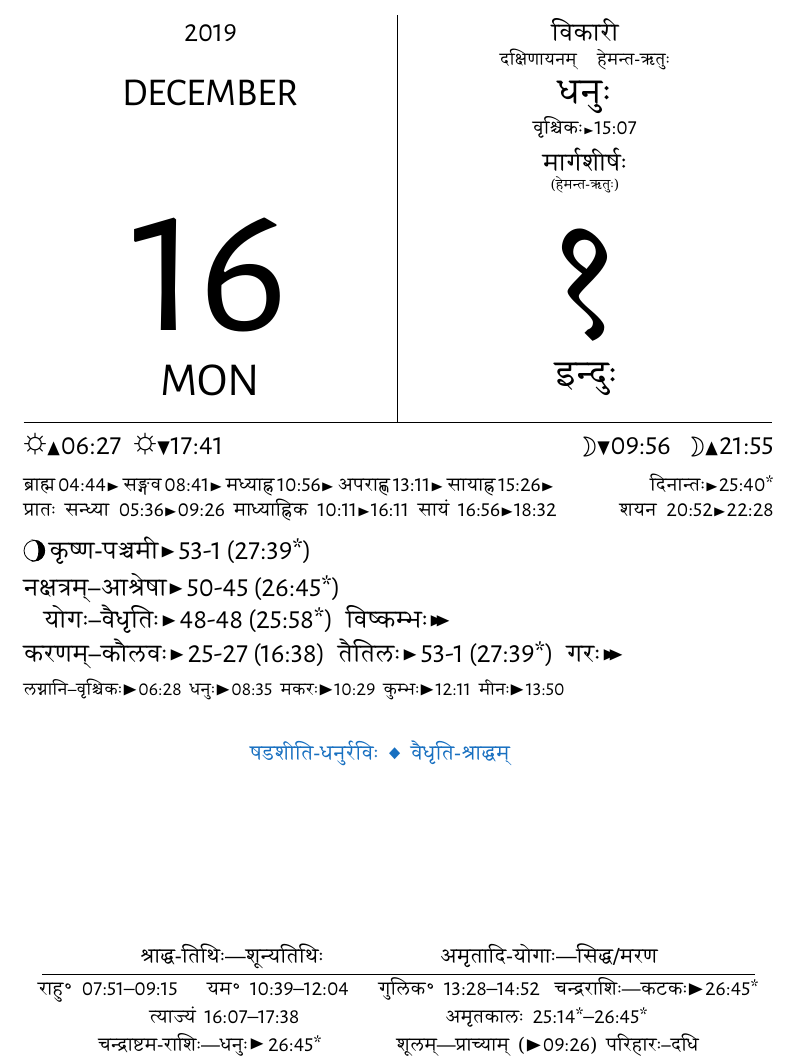 2019
DECEMBER
16
MON
विकारी
दक्षिणायनम् हेमन्त-ऋतुः
धनुः
वृश्चिकः►15:07
मार्गशीर्षः
(हेमन्त-ऋतुः)
१
इन्दुः
☼▲06:27 ☼▼17:41 ☽▼09:56 ☽▲21:55
ब्राह्म 04:44► सङ्गव 08:41► मध्याह्न 10:56► अपराह्ण 13:11► सायाह्न 15:26► दिनान्तः►25:40*
प्रातः सन्ध्या 05:36►09:26 माध्याह्निक 10:11►16:11 सायं 16:56►18:32 शयन 20:52►22:28
कृष्ण-पञ्चमी►53-1 (27:39*)
नक्षत्रम्–आश्रेषा►50-45 (26:45*)
योगः–वैधृतिः►48-48 (25:58*) विष्कम्भः►►
करणम्–कौलवः►25-27 (16:38) तैतिलः►53-1 (27:39*) गरः►►
लग्नानि–वृश्चिकः►06:28 धनुः►08:35 मकरः►10:29 कुम्भः►12:11 मीनः►13:50
षडशीति-धनुर्रविः ◆ वैधृति-श्राद्धम्
श्राद्ध-तिथिः—शून्यतिथिः अमृतादि-योगाः—सिद्ध/मरण
राहु॰ 07:51–09:15 यम॰ 10:39–12:04 गुलिक॰ 13:28–14:52 चन्द्रराशिः—कटकः►26:45*
त्याज्यं 16:07–17:38 अमृतकालः 25:14*–26:45*
चन्द्राष्टम-राशिः—धनुः► 26:45* शूलम्—प्राच्याम् (►09:26) परिहारः–दधि